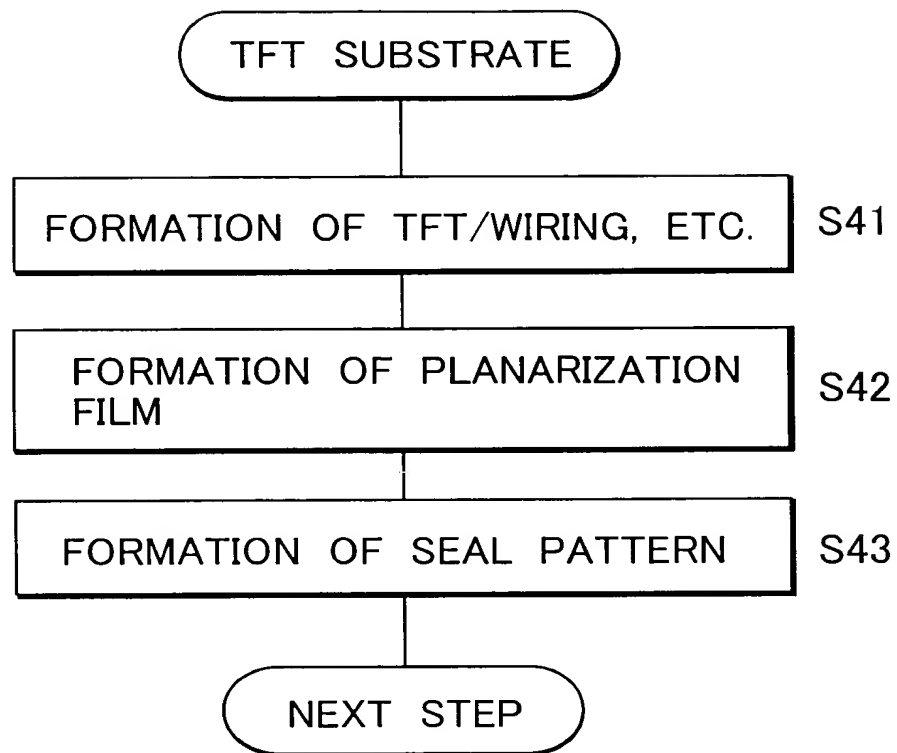 TFT SUBSTRATE
FORMATION OF TFT/WIRING, ETC. S41
FORMATION OF PLANARIZATION
FILM
S42
FORMATION OF SEAL PATTERN S43
NEXT STEP